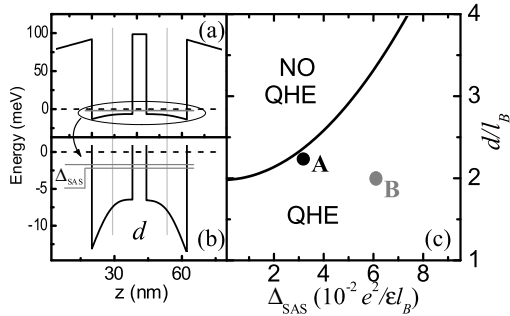 (a)
100
50
0
Energy (meV)
0
-5
-10
Δ_SAS
d
(b)
30
60
z (nm)
NO
QHE
A
B
QHE
(c)
4
3
2
1
d/l_B
2
4
6
8
Δ_SAS (10^-2 e^2/εl_B)